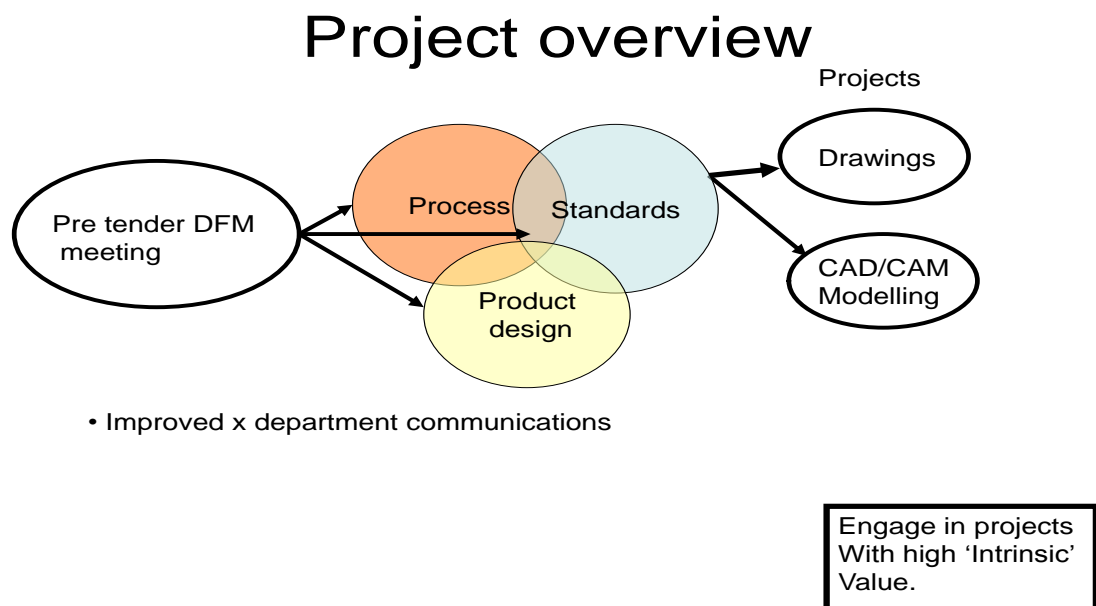 Project overview
Projects
Drawings
Pre tender DFM
meeting
Process
Standards
CAD/CAM
Modelling
Product
design
• Improved x department communications
Engage in projects
With high ‘Intrinsic’
Value.